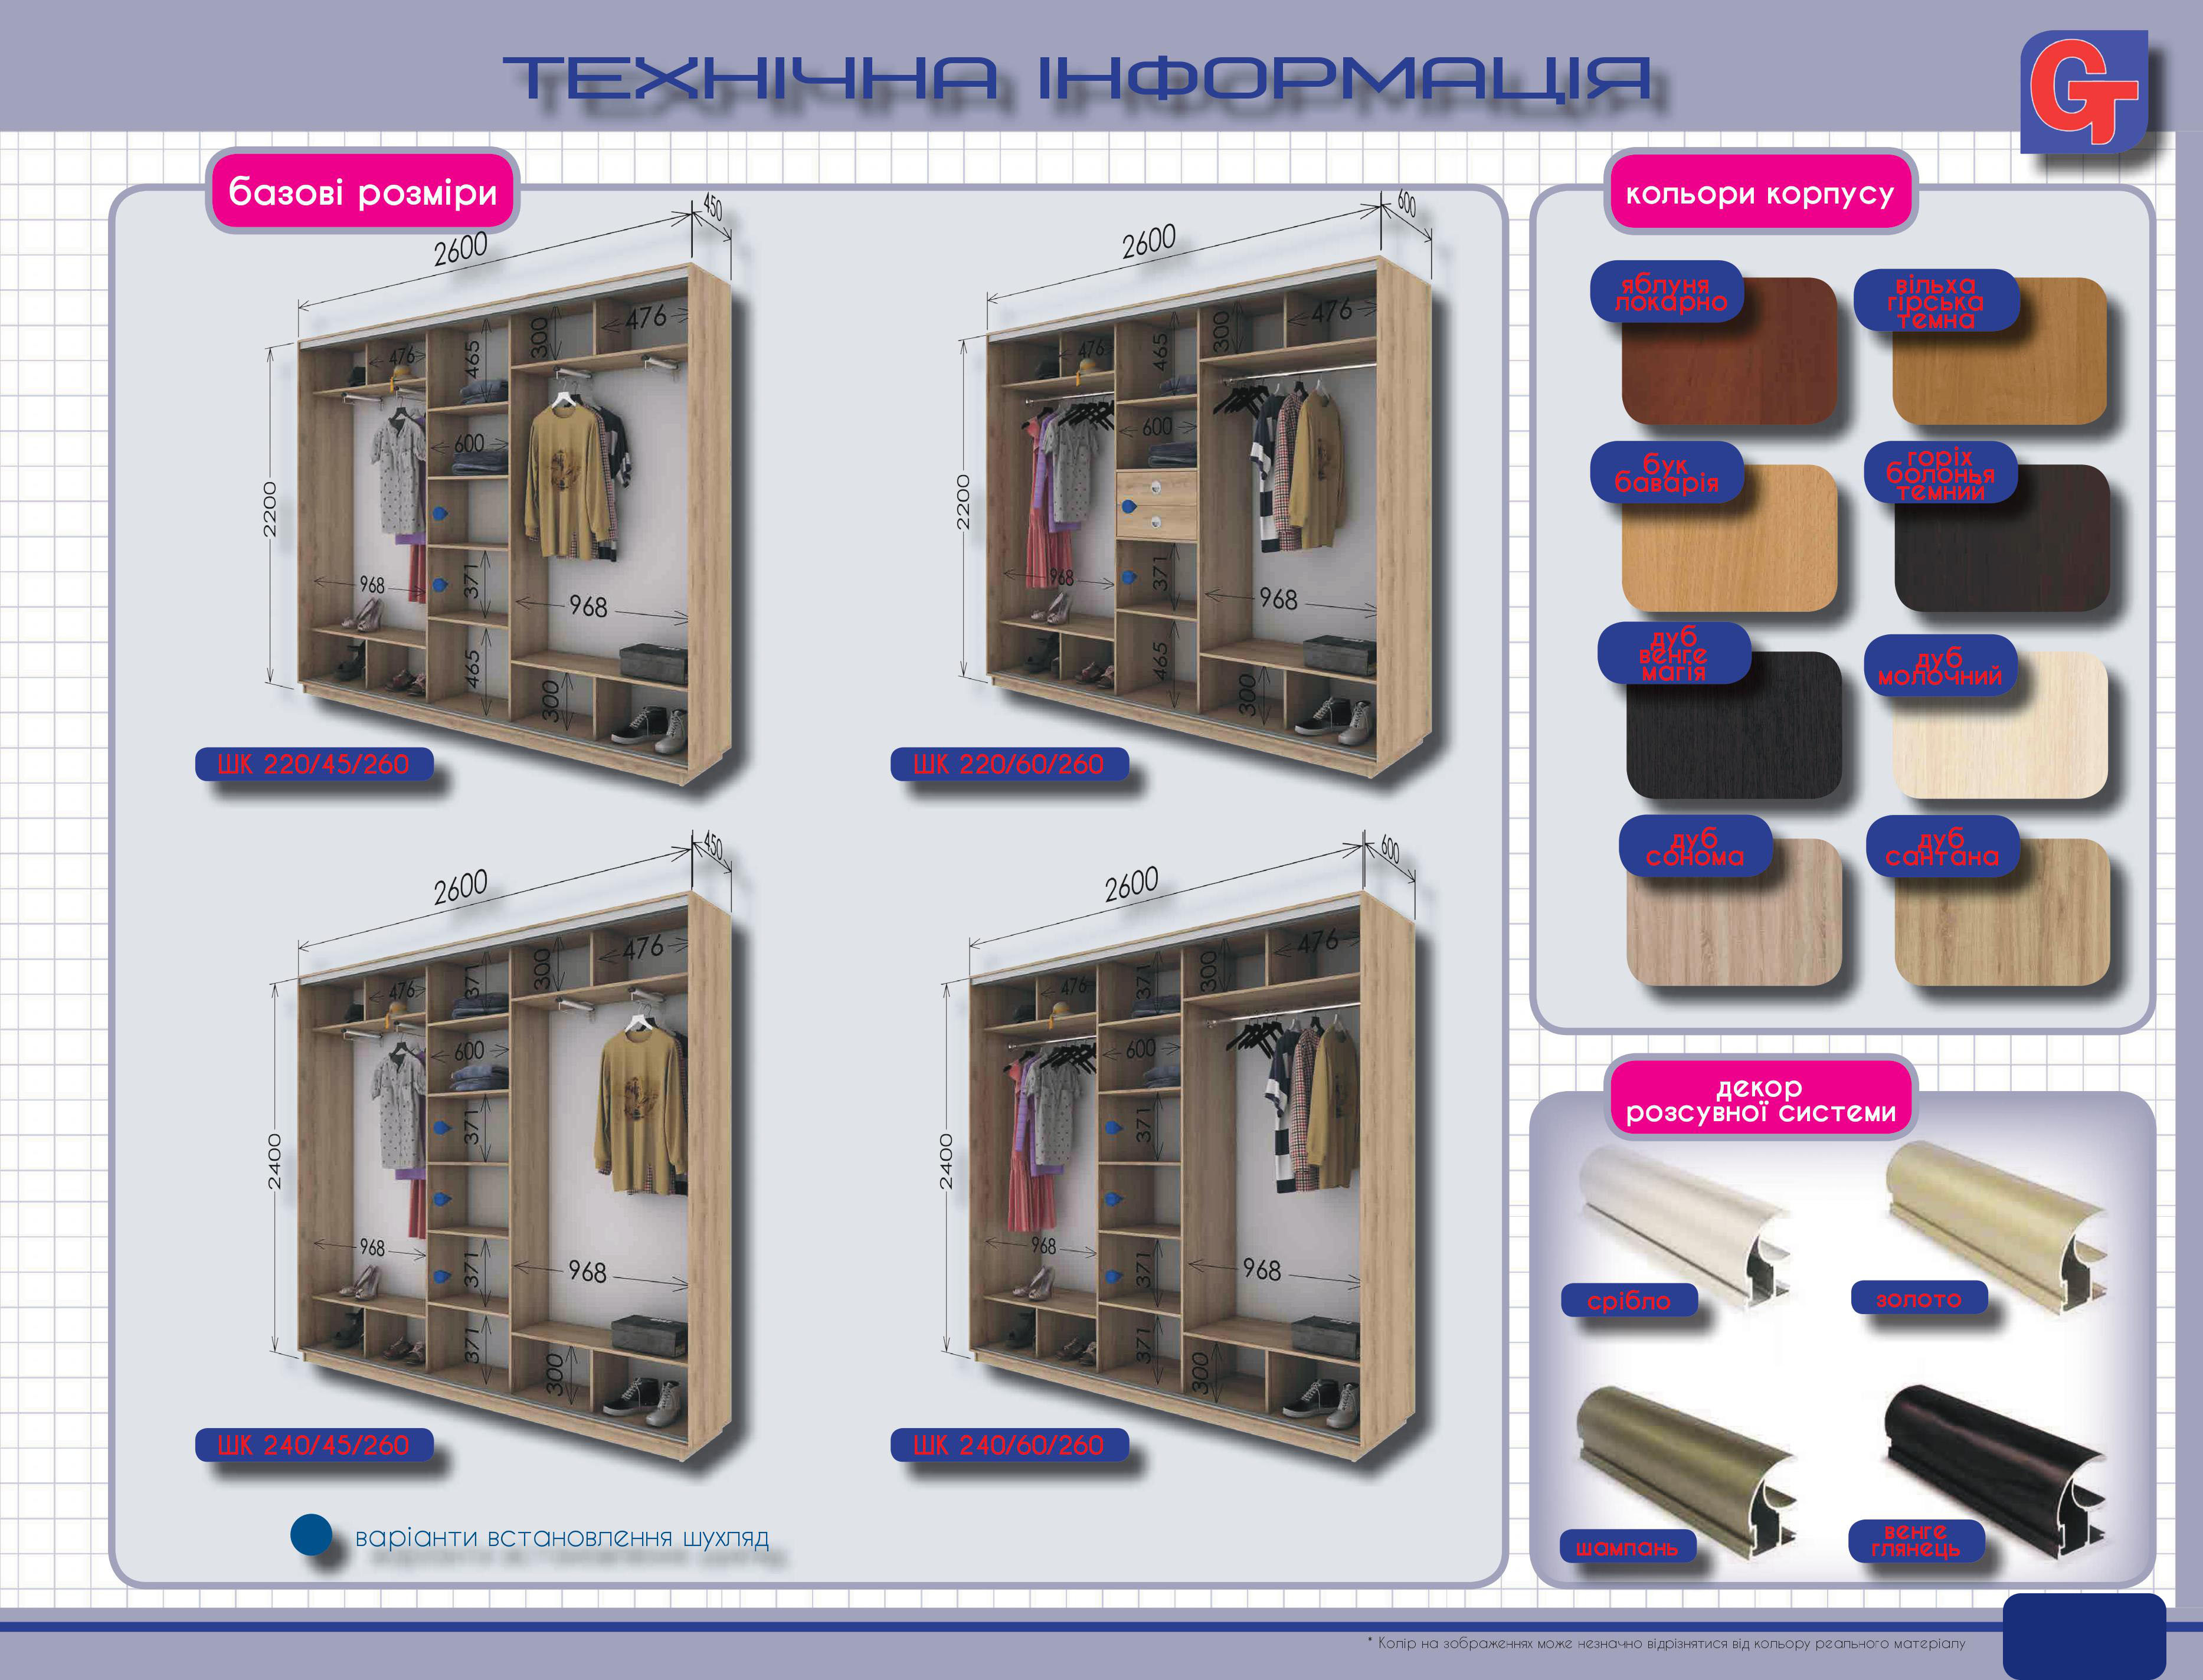 ТЕХНІЧНА ІНФОРМАЦІЯ
GT
базові розміри
2600
450
2200
476
465
300
476
600
968
371
968
465
300
ШК 220/45/260
2600
600
2200
476
465
300
476
600
968
371
968
465
300
ШК 220/60/260
2600
450
2400
476
371
300
476
600
371
968
371
968
371
300
ШК 240/45/260
2600
600
2400
476
371
300
476
600
371
968
371
968
371
300
ШК 240/60/260
варіанти встановлення шухляд
кольори корпусу
яблуня
локарно
вільха
гірська
темна
бук
баварія
горіх
болонья
темний
дуб
венге
магія
дуб
молочний
дуб
сонома
дуб
сантана
декор
розсувної системи
срібло
золото
шампань
венге
глянець
* Колір на зображеннях може незначно відрізнятися від кольору реального матеріалу